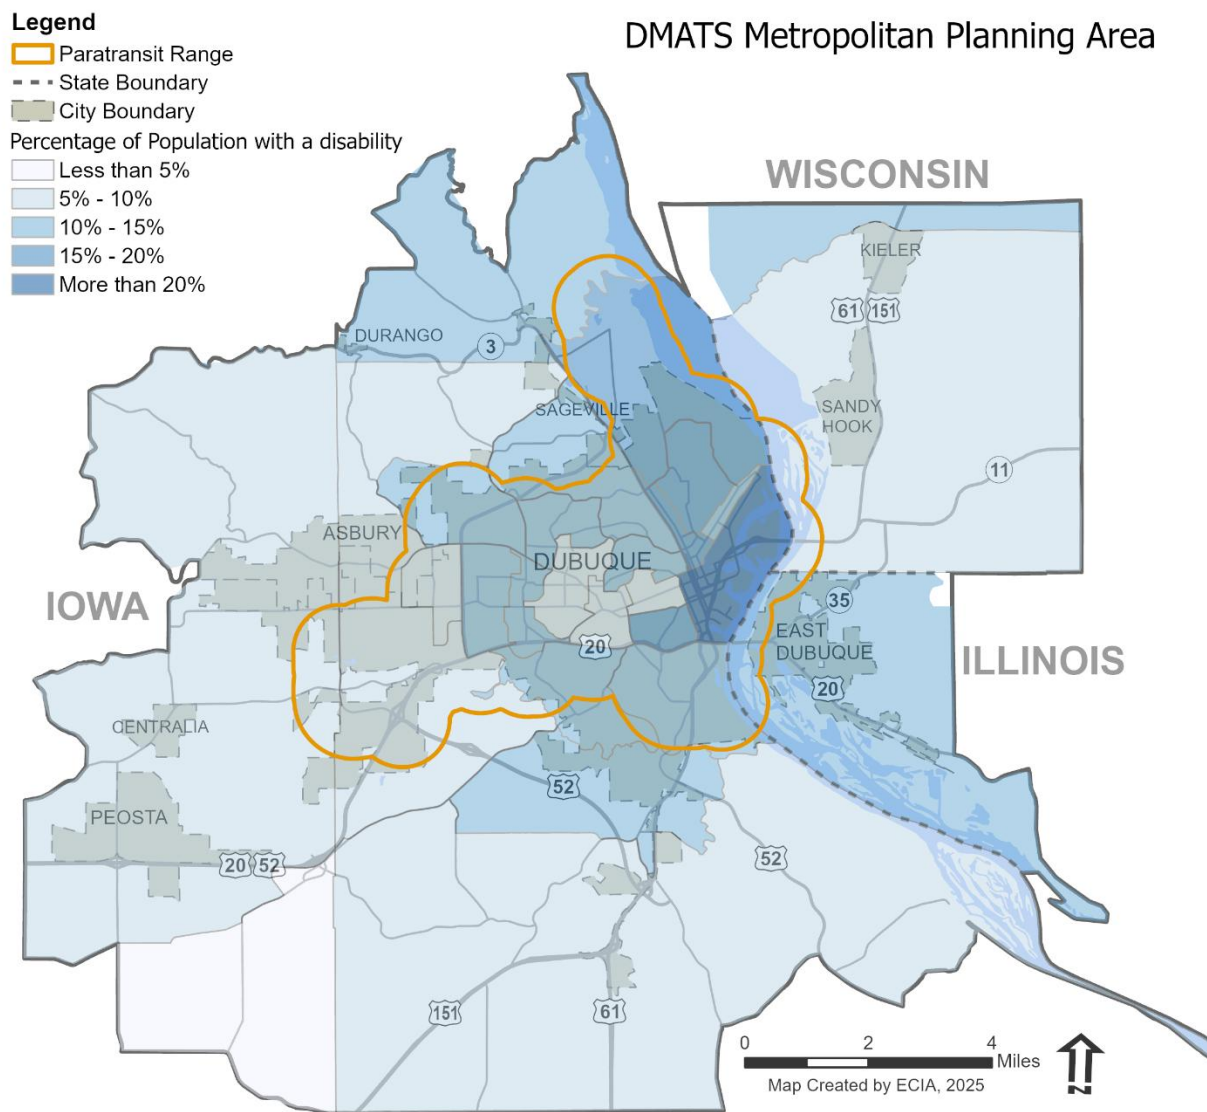 Legend
Paratransit Range
State Boundary
City Boundary
Percentage of Population with a disability
Less than 5%
5% - 10%
10% - 15%
15% - 20%
More than 20%
DMATS Metropolitan Planning Area
WISCONSIN
KIELER
61 151
DURANGO
3
SAGEVILLE
SANDY
HOOK
11
ASBURY
DUBUQUE
IOWA
35
EAST
DUBUQUE
20
ILLINOIS
20
CENTRALIA
52
PEOSTA
20 52
52
151
61
0 2 4
Miles
Map Created by ECIA, 2025
N